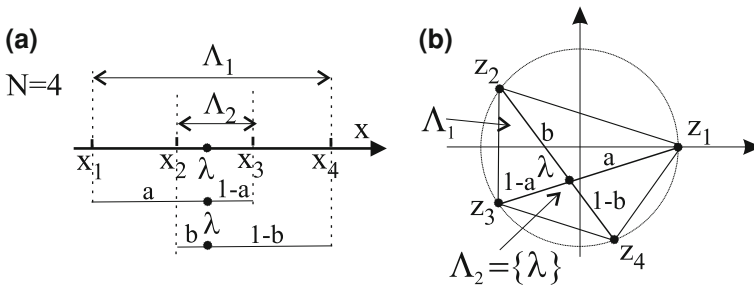 (a)
N=4
Λ₁
Λ₂
x
x₁ x₂ λ x₃ x₄
a 1-a
λ
b 1-b
(b)
z₂
Λ₁
b
z₁
λ
a
1-a
1-b
z₃
z₄
Λ₂={λ}